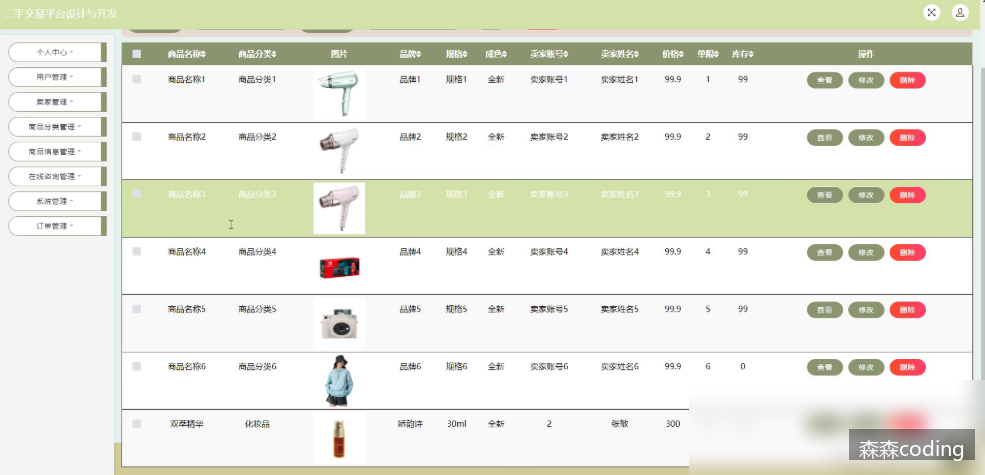 二手交易平台设计与开发
个人中心
用户管理
卖家管理
商品分类管理
商品信息管理
在线咨询管理
系统管理
订单管理
商品名称 商品分类 图片 品牌 规格 成色 卖家账号 卖家姓名 价格 单限 库存 操作
商品名称1 商品分类1 品牌1 规格1 全新 卖家账号1 卖家姓名1 99.9 1 99 查看 修改 删除
商品名称2 商品分类2 品牌2 规格2 全新 卖家账号2 卖家姓名2 99.9 2 99 查看 修改 删除
商品名称3 商品分类3 品牌3 规格3 全新 卖家账号3 卖家姓名3 99.9 3 99 查看 修改 删除
商品名称4 商品分类4 品牌4 规格4 全新 卖家账号4 卖家姓名4 99.9 4 99 查看 修改 删除
商品名称5 商品分类5 品牌5 规格5 全新 卖家账号5 卖家姓名5 99.9 5 99 查看 修改 删除
商品名称6 商品分类6 品牌6 规格6 全新 卖家账号6 卖家姓名6 99.9 6 0 查看 修改 删除
双萃精华 化妆品 娇韵诗 30ml 全新 2 张敏 300
森森coding